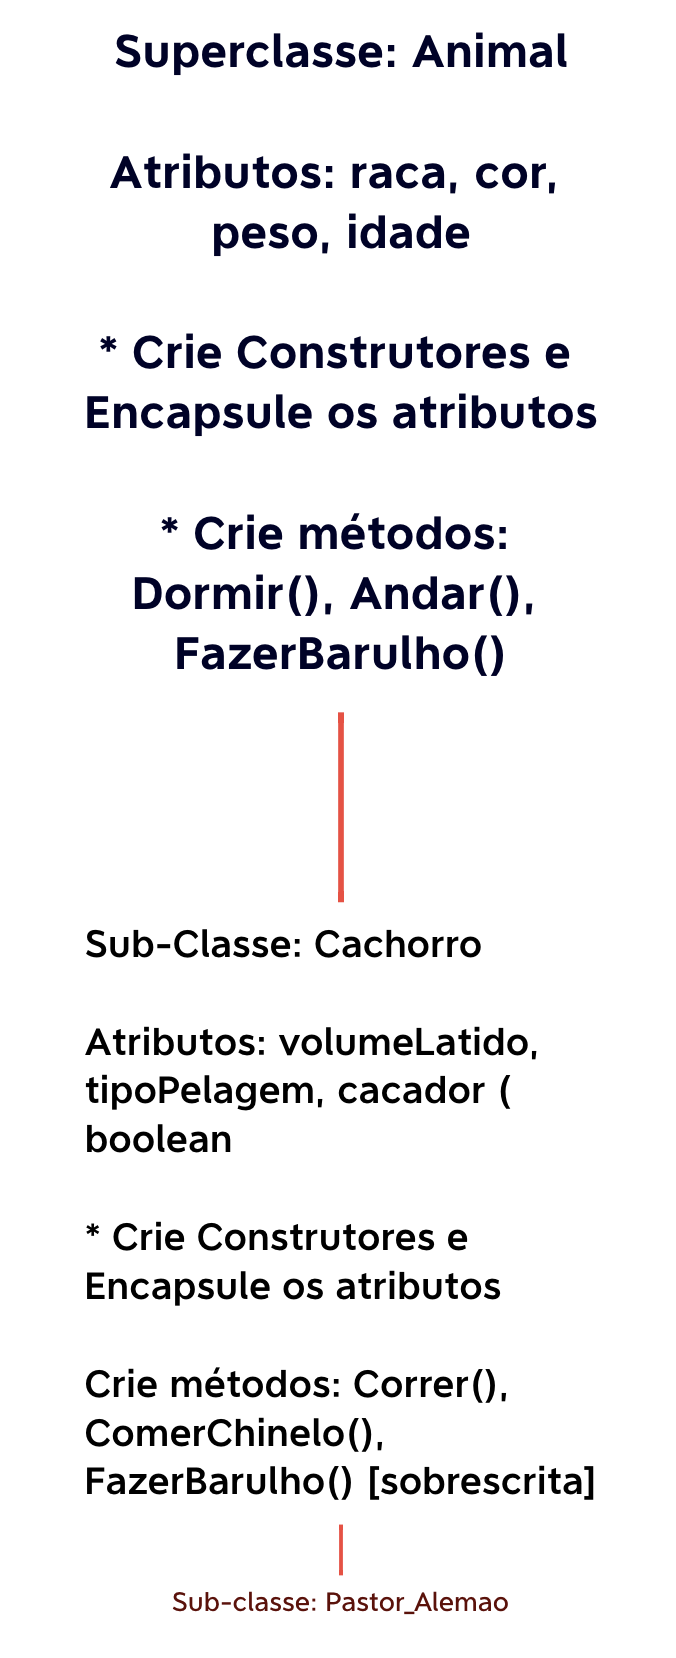 Superclasse: Animal
Atributos: raca, cor,
peso, idade
* Crie Construtores e
Encapsule os atributos
* Crie métodos:
Dormir(), Andar(),
FazerBarulho()
Sub-Classe: Cachorro
Atributos: volumeLatido,
tipoPelagem, cacador (
boolean
* Crie Construtores e
Encapsule os atributos
Crie métodos: Correr(),
ComerChinelo(),
FazerBarulho() [sobrescrita]
Sub-classe: Pastor_Alemao